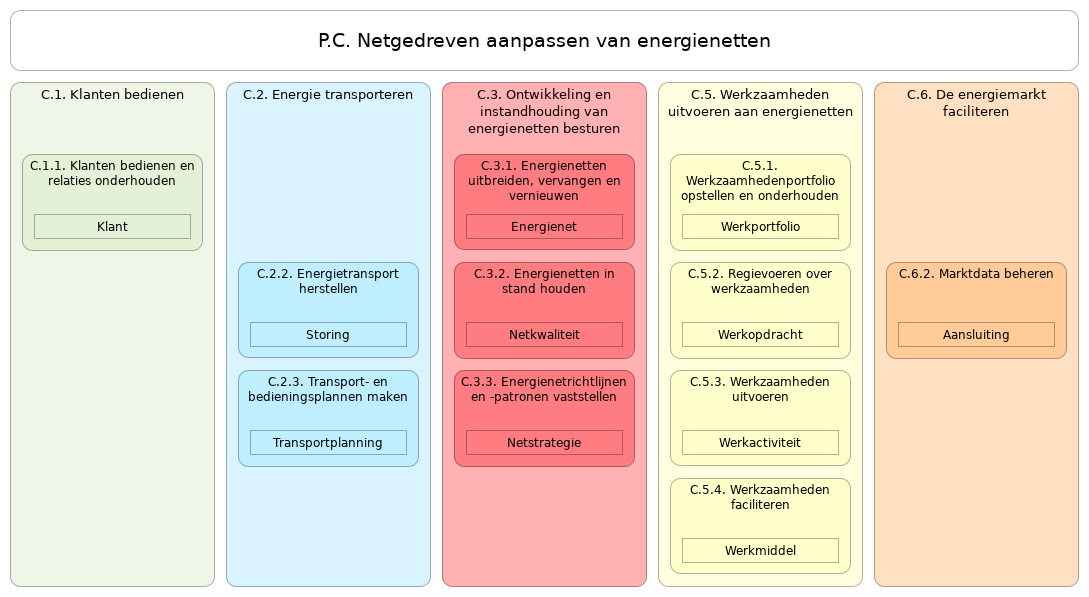 P.C. Netgedreven aanpassen van energienetten
C.1. Klanten bedienen
C.1.1. Klanten bedienen en
relaties onderhouden
Klant
C.2. Energie transporteren
C.2.2. Energietransport
herstellen
Storing
C.2.3. Transport- en
bedieningsplannen maken
Transportplanning
C.3. Ontwikkeling en
instandhouding van
energienetten besturen
C.3.1. Energienetten
uitbreiden, vervangen en
vernieuwen
Energienet
C.3.2. Energienetten in
stand houden
Netkwaliteit
C.3.3. Energienetrichtlijnen
en -patronen vaststellen
Netstrategie
C.5. Werkzaamheden
uitvoeren aan energienetten
C.5.1.
Werkzaamhedenportfolio
opstellen en onderhouden
Werkportfolio
C.5.2. Regievoeren over
werkzaamheden
Werkopdracht
C.5.3. Werkzaamheden
uitvoeren
Werkactiviteit
C.5.4. Werkzaamheden
faciliteren
Werkmiddel
C.6. De energiemarkt
faciliteren
C.6.2. Marktdata beheren
Aansluiting